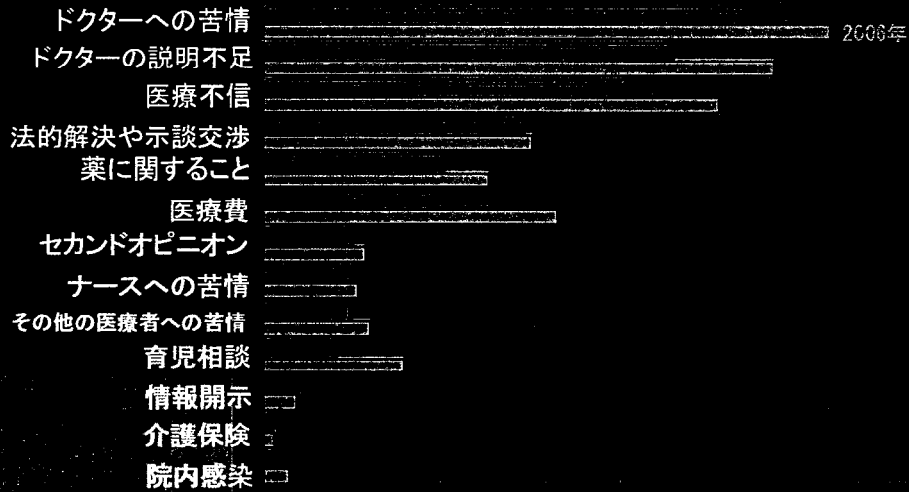 ドクターへの苦情
2006年
ドクターの説明不足
医療不信
法的解決や示談交渉
薬に関すること
医療費
セカンドオピニオン
ナースへの苦情
その他の医療者への苦情
育児相談
情報開示
介護保険
院内感染